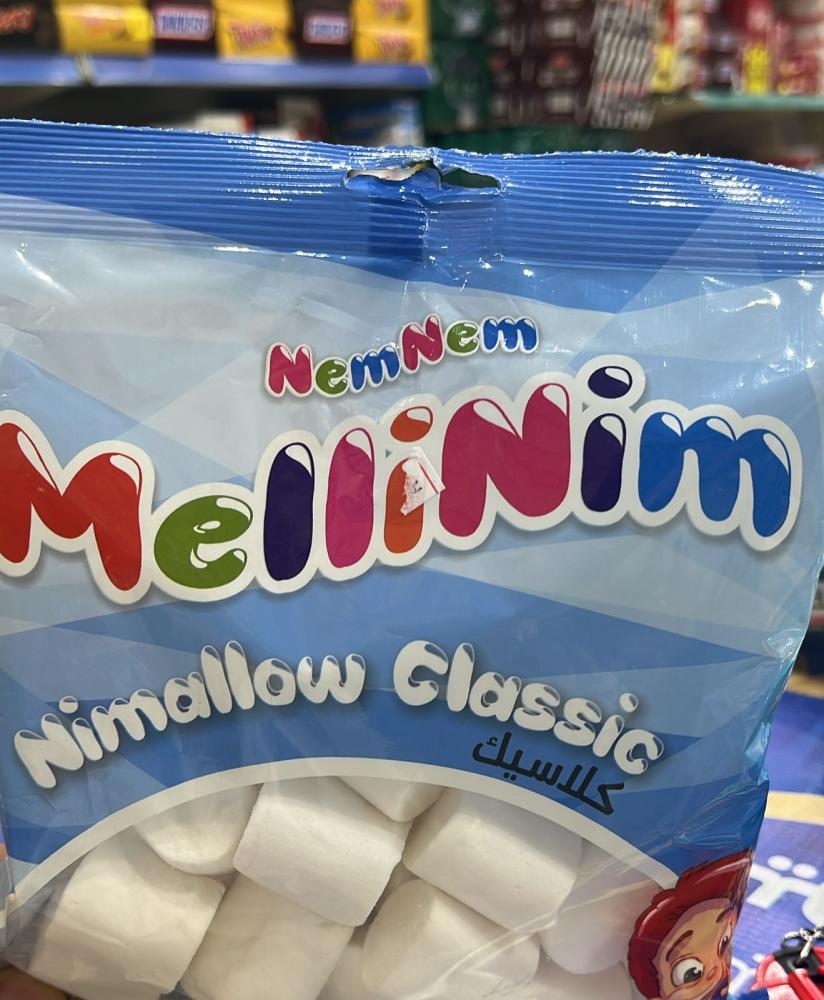 NemNem
MelliNim
Nimallow Classic
كلاسيك